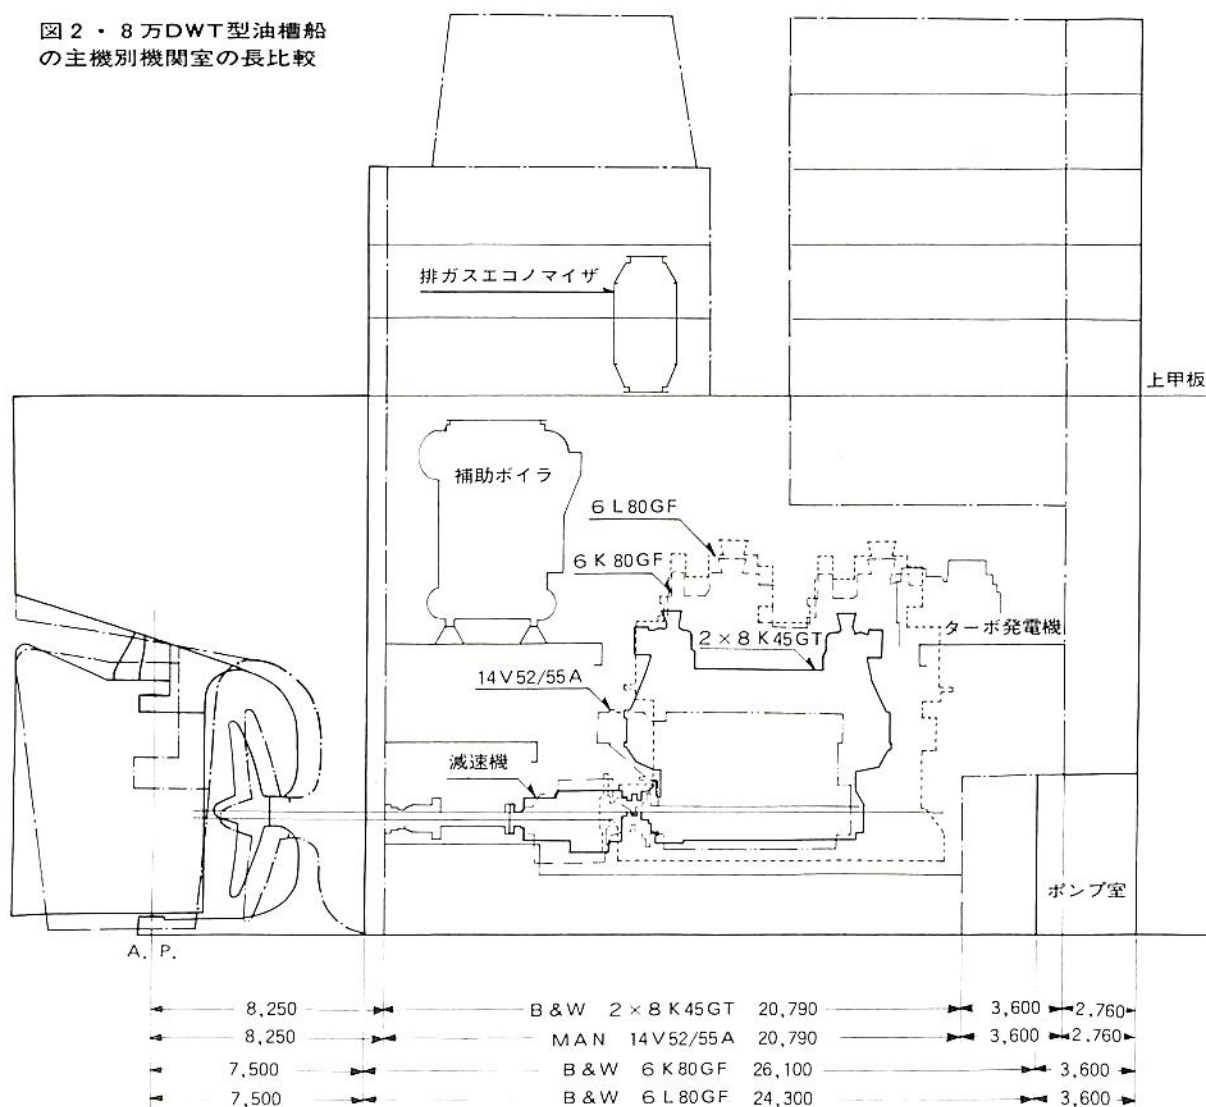 図2・8万DWT型油槽船
の主機別機関室の長比較
排ガスエコノマイザ
上甲板
補助ボイラ
6L80GF
6K80GF
ターボ発電機
2×8K45GT
14V52/55A
減速機
ポンプ室
A. P.
8,250 B&W 2×8K45GT 20,790 3,600 2,760
8,250 MAN 14V52/55A 20,790 3,600 2,760
7,500 B&W 6K80GF 26,100 3,600
7,500 B&W 6L80GF 24,300 3,600